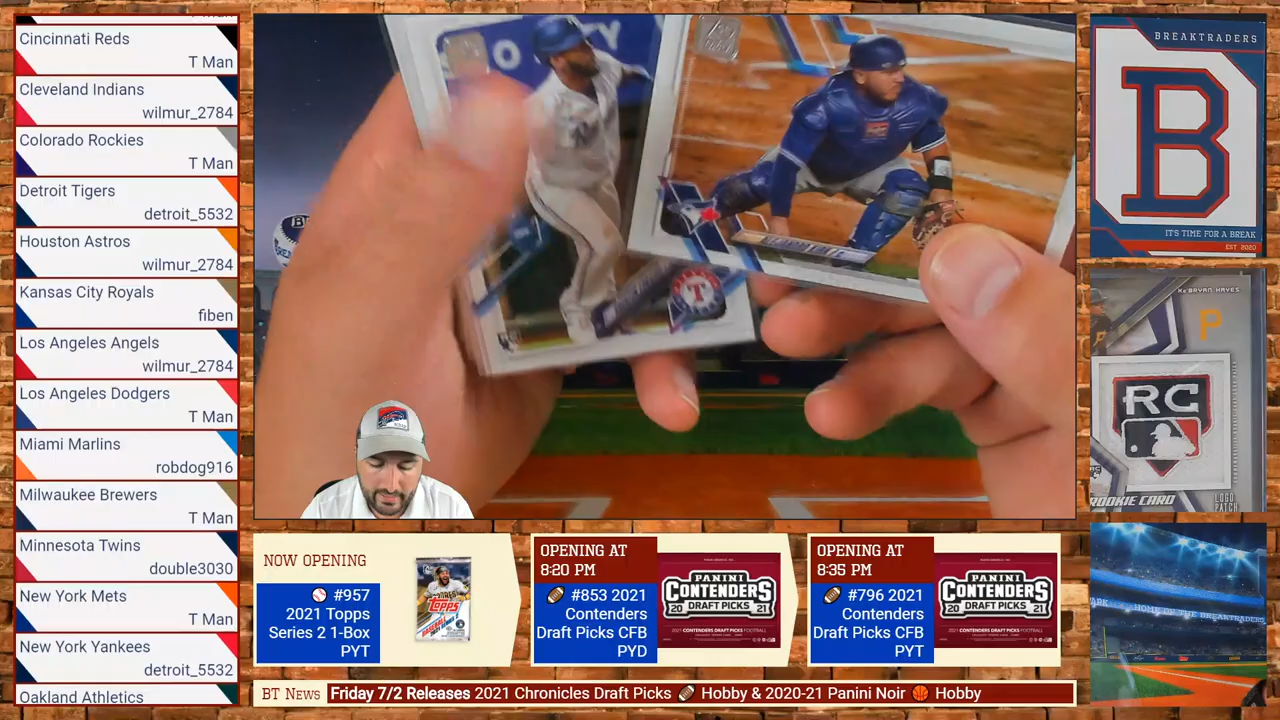 Cincinnati Reds
T Man
Cleveland Indians
wilmur_2784
Colorado Rockies
T Man
Detroit Tigers
detroit_5532
Houston Astros
wilmur_2784
Kansas City Royals
fiben
Los Angeles Angels
wilmur_2784
Los Angeles Dodgers
T Man
Miami Marlins
robdog916
Milwaukee Brewers
T Man
Minnesota Twins
double3030
New York Mets
T Man
New York Yankees
detroit_5532
Oakland Athletics
T
NOW OPENING
#957
2021 Topps
Series 2 1-Box
PYT
TOPPS
OPENING AT
8:20 PM
#853 2021
Contenders
Draft Picks CFB
PYD
PANINI
CONTENDERS
20 DRAFT PICKS 21
OPENING AT
8:35 PM
#796 2021
Contenders
Draft Picks CFB
PYT
PANINI
CONTENDERS
20 DRAFT PICKS 21
BT NEWS Friday 7/2 Releases 2021 Chronicles Draft Picks Hobby & 2020-21 Panini Noir Hobby
BREAKTRADERS
B
IT'S TIME FOR A BREAK
EST 2020
KE'BRYAN HAYES
P
RC
ROOKIE CARD
LOGO
PATCH
HOME OF THE BREAKTRADERS